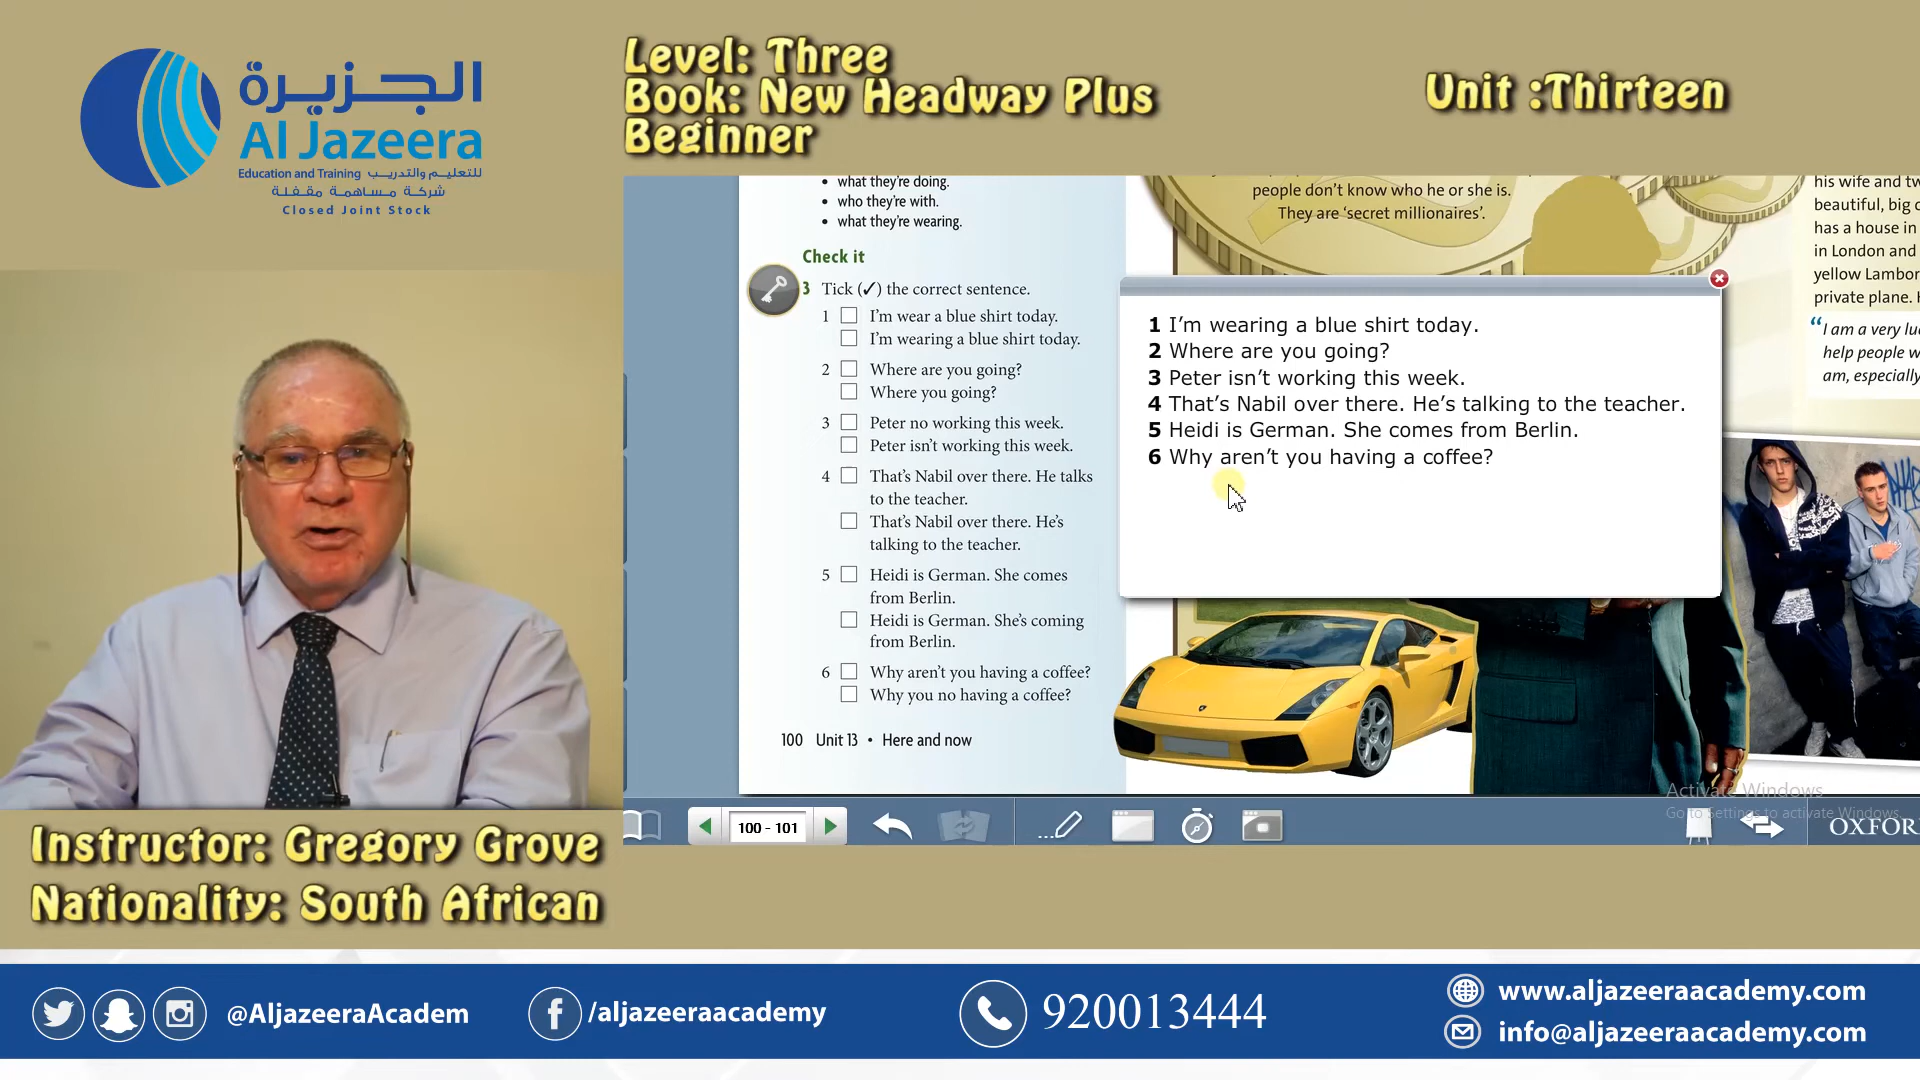 الجزيرة
Al Jazeera
Education and Training للتعليم والتدريب
شركة مساهمة مقفلة
Closed Joint Stock
Level: Three
Book: New Headway Plus
Beginner
Unit :Thirteen
• what they're doing.
• who they're with.
• what they're wearing.
Check it
3 Tick (✓) the correct sentence.
1 I'm wear a blue shirt today.
I'm wearing a blue shirt today.
2 Where are you going?
Where you going?
3 Peter no working this week.
Peter isn't working this week.
4 That's Nabil over there. He talks
to the teacher.
That's Nabil over there. He's
talking to the teacher.
5 Heidi is German. She comes
from Berlin.
Heidi is German. She's coming
from Berlin.
6 Why aren't you having a coffee?
Why you no having a coffee?
100 Unit 13 • Here and now
people don't know who he or she is.
They are 'secret millionaires'.
his wife and tw
beautiful, big
has a house in
in London and
yellow Lambor
private plane.
"I am a very lu
help people w
am, especially
1 I'm wearing a blue shirt today.
2 Where are you going?
3 Peter isn't working this week.
4 That's Nabil over there. He's talking to the teacher.
5 Heidi is German. She comes from Berlin.
6 Why aren't you having a coffee?
Activate Windows
Go to Settings to activate Windows.
100 - 101
OXFOR
Instructor: Gregory Grove
Nationality: South African
@AljazeeraAcadem
/aljazeeraacademy
920013444
www.aljazeeraacademy.com
info@aljazeeraacademy.com